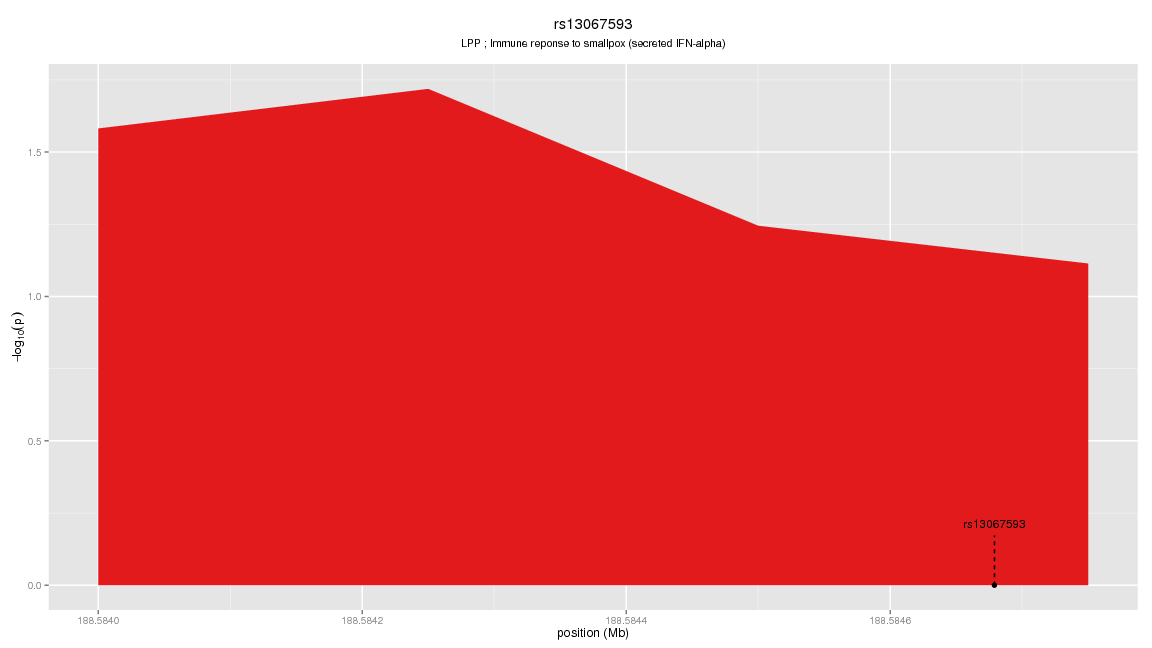 rs13067593
LPP ; Immune reponse to smallpox (secreted IFN-alpha)
1.5
1.0
0.5
0.0
-log10(p)
rs13067593
188.5840
188.5842
188.5844
188.5846
position (Mb)